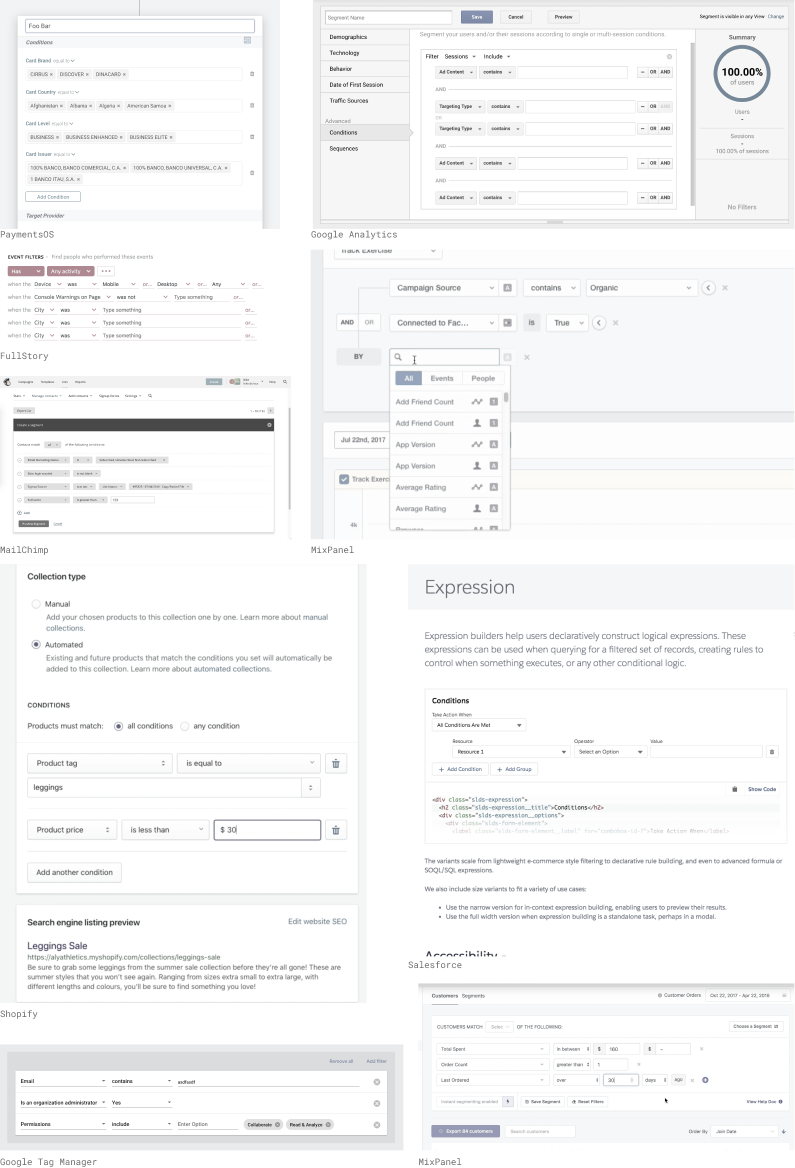 Foo Bar
Conditions
Card Brand equal to
CIRRUS × DISCOVER × DINACARD ×
Card Country equal to
Afghanistan × Albania × Algeria × American Samoa ×
Card Level equal to
BUSINESS × BUSINESS ENHANCED × BUSINESS ELITE ×
Card Issuer equal to
100% BANCO, BANCO COMERCIAL, C.A. × 100% BANCO, BANCO UNIVERSAL, C.A. ×
1 BANCO ITAU, S.A. ×
Add Condition
Target Provider
PaymentsOS
Segment Name
Save Cancel Preview
Segment is visible in any View Change
Demographics
Technology
Behavior
Date of First Session
Traffic Sources
Advanced
Conditions
Sequences
Segment your users and/or their sessions according to single or multi-session conditions.
Filter Sessions Include
Ad Content contains – OR AND
AND
Targeting Type contains – OR AND
OR
Targeting Type contains – OR AND
AND
Ad Content contains – OR AND
AND
Ad Content contains – OR AND
Summary
100.00%
of users
Users
-
Sessions
-
100.00% of sessions
No Filters
Google Analytics
EVENT FILTERS · Find people who performed these events
Has Any activity
when the Device was Mobile or... Desktop or... Any or...
when the Console Warnings on Page was not Type something or...
when the City was Type something or...
when the City was Type something or...
when the City was Type something or...
FullStory
Track Exercise
Campaign Source A contains Organic
AND OR Connected to Fac... IS True
BY
All Events People
Add Friend Count
Add Friend Count
App Version
App Version
Average Rating
Average Rating
Jul 22nd, 2017
Track Exerc
4k
MixPanel
Campaigns Templates Lists Reports
Help
Stats Manage contacts Add contacts Signup forms Settings
Create a segment
Contacts match all of the following conditions:
Add
Preview Segment Cancel
MailChimp
Collection type
Manual
Add your chosen products to this collection one by one. Learn more about manual
collections.
Automated
Existing and future products that match the conditions you set will automatically be
added to this collection. Learn more about automated collections.
CONDITIONS
Products must match: all conditions any condition
Product tag is equal to
leggings
Product price is less than $ 30
Add another condition
Search engine listing preview Edit website SEO
Leggings Sale
https://alyathletics.myshopify.com/collections/leggings-sale
Be sure to grab some leggings from the summer sale collection before they're all gone! These are
summer styles that you won't see again. Ranging from sizes extra small to extra large, with
different lengths and colours, you'll be sure to find something you love!
Shopify
Expression
Expression builders help users declaratively construct logical expressions. These
expressions can be used when querying for a filtered set of records, creating rules to
control when something executes, or any other conditional logic.
Conditions
Take Action When
All Conditions Are Met
Resource Operator Value
Resource 1 Select an Option
+ Add Condition + Add Group
Show Code
<div class="slds-expression">
<h2 class="slds-expression__title">Conditions</h2>
<div class="slds-expression__options">
<div class="slds-form-element">
<label class="slds-form-element__label" for="combobox-id-7">Take Action When</label>
The variants scale from lightweight e-commerce style filtering to declarative rule building, and even to advanced formula or
SOQL/SQL expressions.
We also include size variants to fit a variety of use cases:
• Use the narrow version for in-context expression building, enabling users to preview their results.
• Use the full width version when expression building is a standalone task, perhaps in a modal.
Accessibility
Salesforce
Remove all Add filter
Email contains asdfsadf
Is an organization administrator Yes
Permissions include Enter Option Collaborate Read & Analyze
Google Tag Manager
Customers Segments
Customer Orders Oct 22, 2017 - Apr 22, 2018
CUSTOMERS MATCH OF THE FOLLOWING:
Choose a Segment
Total Spent in between $ 160 $ –
Order Count greater than 1
Last Ordered over 30 days ago
Instant segmenting enabled Save Segment Reset Filters View Help Doc
Export 84 customers Search customers Order By Join Date
MixPanel